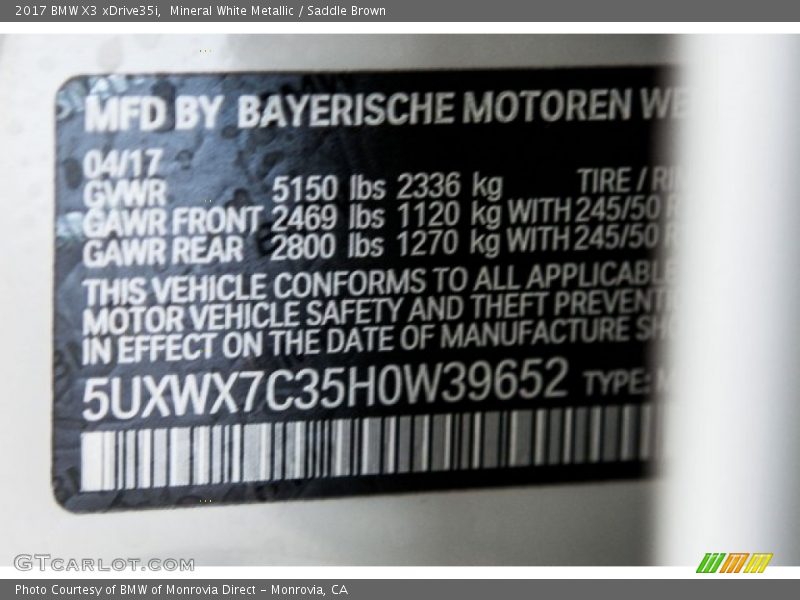 2017 BMW X3 xDrive35i, Mineral White Metallic / Saddle Brown
MFD BY BAYERISCHE MOTOREN WE
04/17
GVWR 5150 lbs 2336 kg TIRE / RI
GAWR FRONT 2469 lbs 1120 kg WITH 245/50 R
GAWR REAR 2800 lbs 1270 kg WITH 245/50 R
THIS VEHICLE CONFORMS TO ALL APPLICABLE
MOTOR VEHICLE SAFETY AND THEFT PREVENTI
IN EFFECT ON THE DATE OF MANUFACTURE SHO
5UXWX7C35H0W39652 TYPE: M
GTCARLOT.COM
Photo Courtesy of BMW of Monrovia Direct - Monrovia, CA